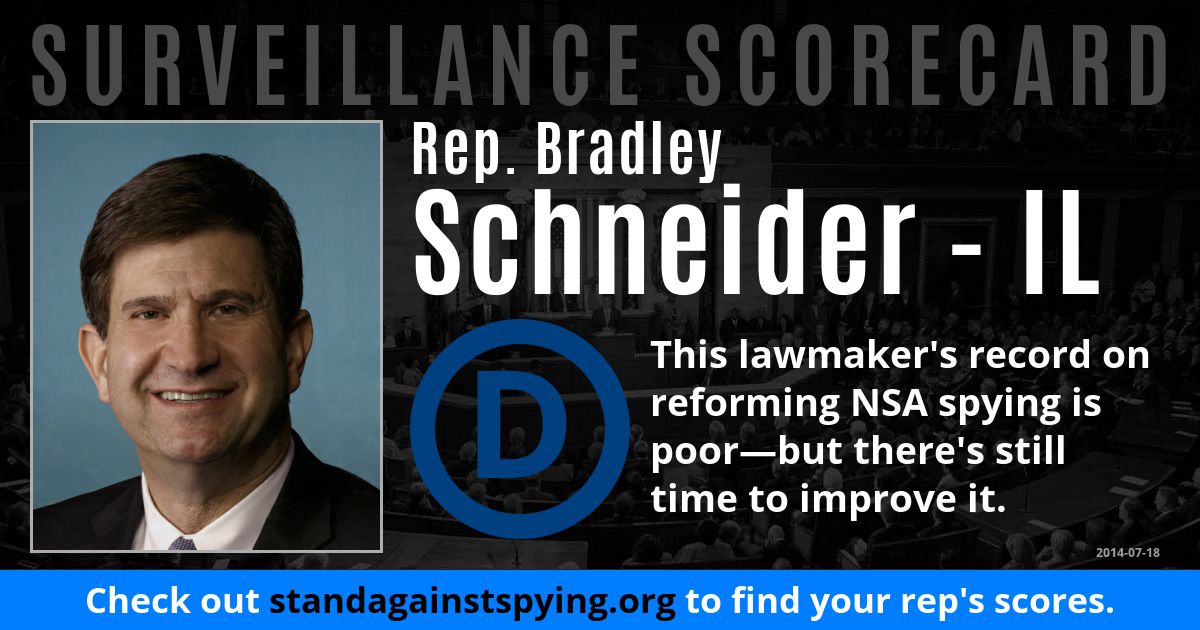 SURVEILLANCE SCORECARD
Rep. Bradley
Schneider - IL
D
This lawmaker's record on
reforming NSA spying is
poor—but there's still
time to improve it.
2014-07-18
Check out standagainstspying.org to find your rep's scores.